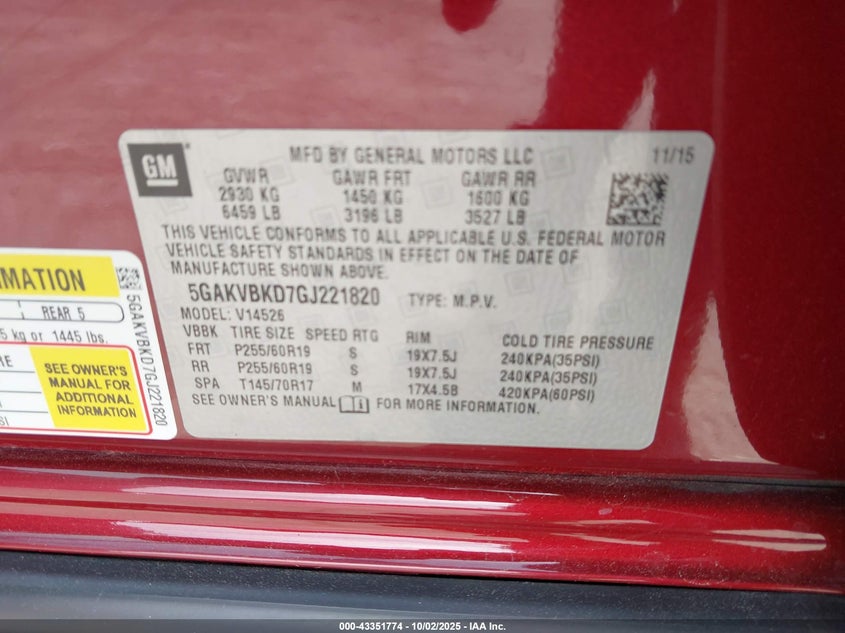 GM
MFD BY GENERAL MOTORS LLC 11/15
GVWR GAWR FRT GAWR RR
2930 KG 1450 KG 1600 KG
6459 LB 3196 LB 3527 LB
THIS VEHICLE CONFORMS TO ALL APPLICABLE U.S. FEDERAL MOTOR
VEHICLE SAFETY STANDARDS IN EFFECT ON THE DATE OF
MANUFACTURE SHOWN ABOVE.
5GAKVBKD7GJ221820 TYPE: M.P.V.
MODEL: V14526
VBBK TIRE SIZE SPEED RTG RIM COLD TIRE PRESSURE
FRT P255/60R19 S 19X7.5J 240KPA(35PSI)
RR P255/60R19 S 19X7.5J 240KPA(35PSI)
SPA T145/70R17 M 17X4.5B 420KPA(60PSI)
SEE OWNER'S MANUAL FOR MORE INFORMATION.
REAR 5
kg or 1445 lbs.
SEE OWNER'S
MANUAL FOR
ADDITIONAL
INFORMATION
5GAKVBKD7GJ221820
000-43351774 - 10/02/2025 - IAA Inc.